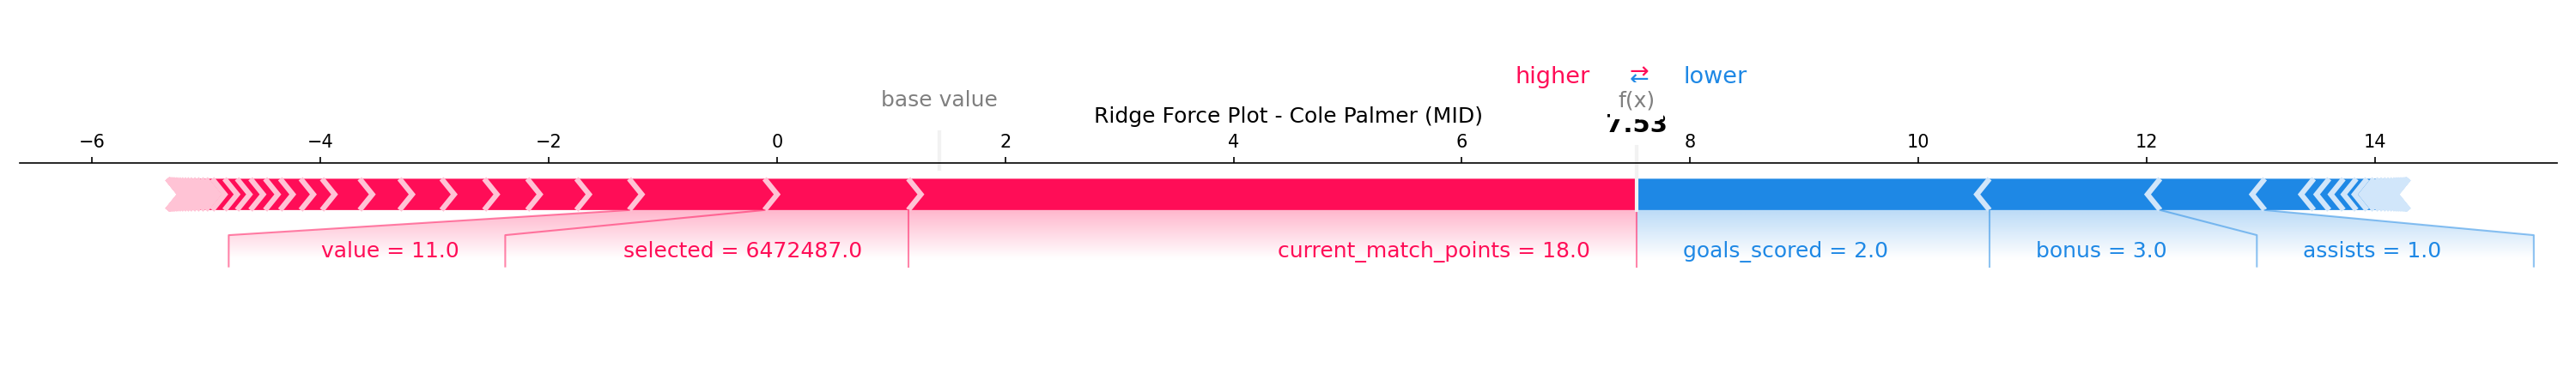 higher ⇄ lower
base value
f(x)
Ridge Force Plot - Cole Palmer (MID)
7.53
−6 −4 −2 0 2 4 6 8 10 12 14
value = 11.0 selected = 6472487.0 current_match_points = 18.0 goals_scored = 2.0 bonus = 3.0 assists = 1.0